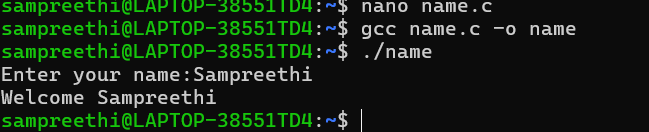 sampreethi@LAPTOP-38551TD4:~$ nano name.c
sampreethi@LAPTOP-38551TD4:~$ gcc name.c -o name
sampreethi@LAPTOP-38551TD4:~$ ./name
Enter your name:Sampreethi
Welcome Sampreethi
sampreethi@LAPTOP-38551TD4:~$